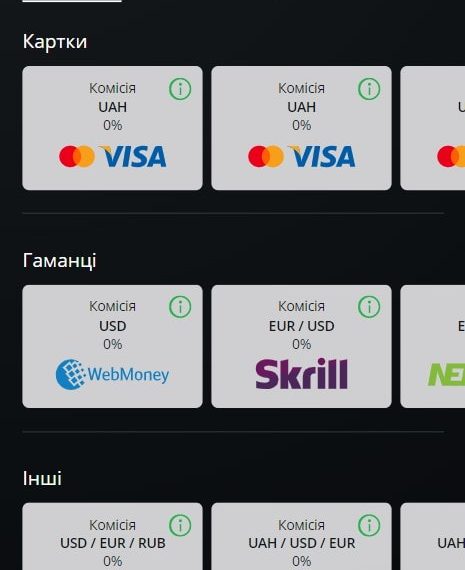 Картки
Комісія
UAH
0%
VISA
Комісія
UAH
0%
VISA
Гаманці
Комісія
USD
0%
WebMoney
Комісія
EUR / USD
0%
Skrill
Інші
Комісія
USD / EUR / RUB
0%
Комісія
UAH / USD / EUR
0%
UAH